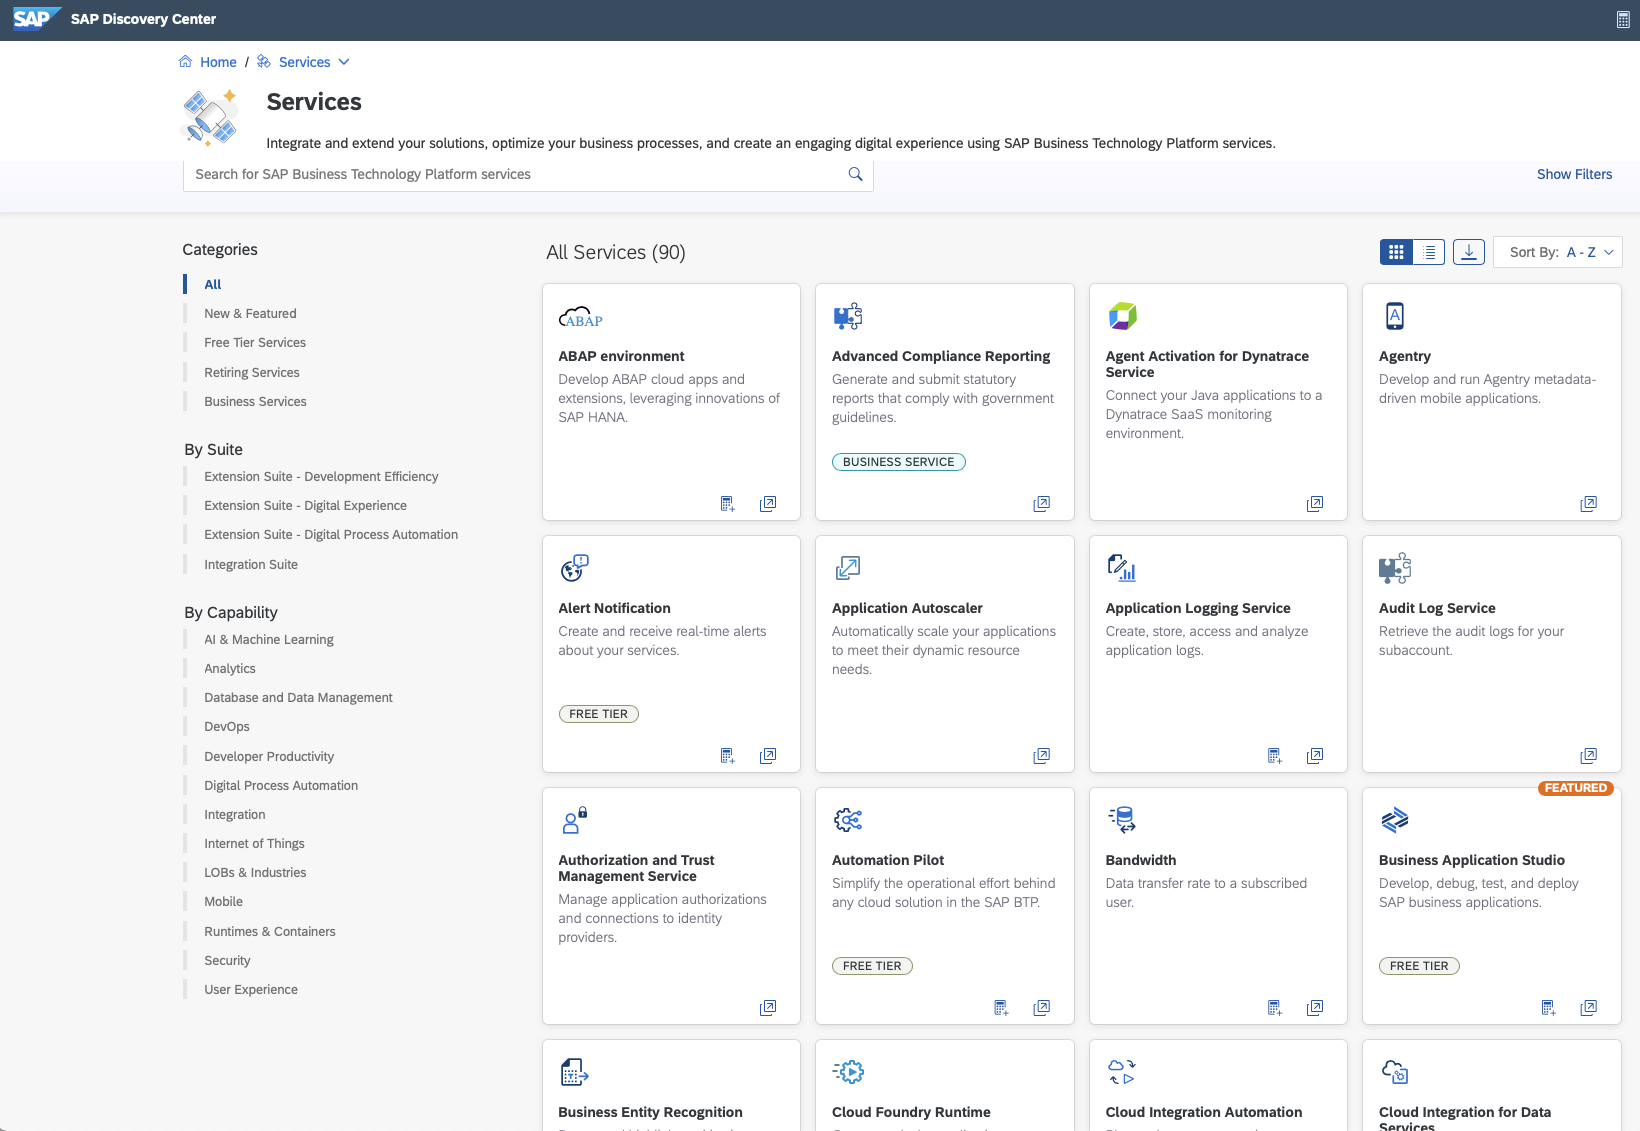 SAP SAP Discovery Center
Home / Services
Services
Integrate and extend your solutions, optimize your business processes, and create an engaging digital experience using SAP Business Technology Platform services.
Search for SAP Business Technology Platform services
Show Filters
Categories
All
New & Featured
Free Tier Services
Retiring Services
Business Services
By Suite
Extension Suite - Development Efficiency
Extension Suite - Digital Experience
Extension Suite - Digital Process Automation
Integration Suite
By Capability
AI & Machine Learning
Analytics
Database and Data Management
DevOps
Developer Productivity
Digital Process Automation
Integration
Internet of Things
LOBs & Industries
Mobile
Runtimes & Containers
Security
User Experience
All Services (90)
Sort By: A - Z
ABAP
ABAP environment
Develop ABAP cloud apps and
extensions, leveraging innovations of
SAP HANA.
Advanced Compliance Reporting
Generate and submit statutory
reports that comply with government
guidelines.
BUSINESS SERVICE
Agent Activation for Dynatrace
Service
Connect your Java applications to a
Dynatrace SaaS monitoring
environment.
A
Agentry
Develop and run Agentry metadata-
driven mobile applications.
Alert Notification
Create and receive real-time alerts
about your services.
FREE TIER
Application Autoscaler
Automatically scale your applications
to meet their dynamic resource
needs.
Application Logging Service
Create, store, access and analyze
application logs.
Audit Log Service
Retrieve the audit logs for your
subaccount.
Authorization and Trust
Management Service
Manage application authorizations
and connections to identity
providers.
Automation Pilot
Simplify the operational effort behind
any cloud solution in the SAP BTP.
FREE TIER
Bandwidth
Data transfer rate to a subscribed
user.
FEATURED
Business Application Studio
Develop, debug, test, and deploy
SAP business applications.
FREE TIER
Business Entity Recognition
Cloud Foundry Runtime
Cloud Integration Automation
Cloud Integration for Data
Services